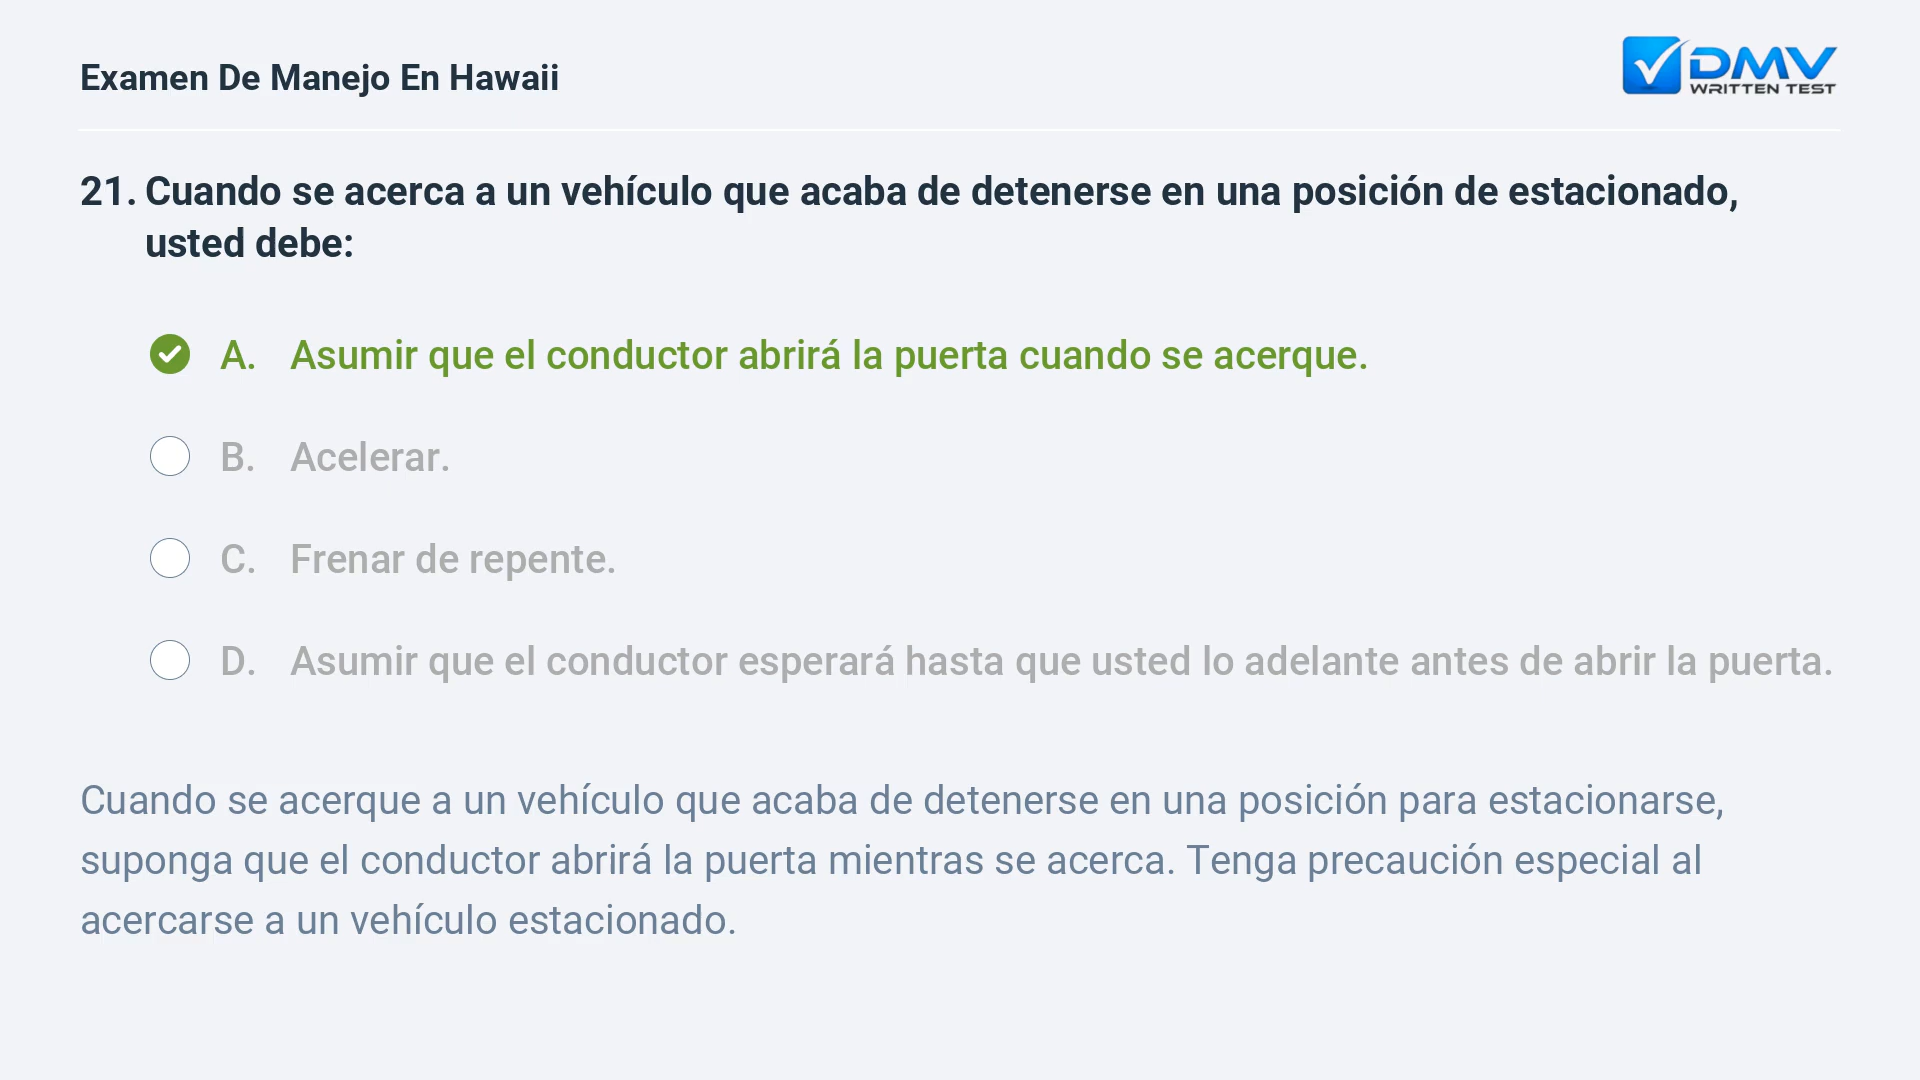 Examen De Manejo En Hawaii
DMV
WRITTEN TEST
21. Cuando se acerca a un vehículo que acaba de detenerse en una posición de estacionado,
usted debe:
A. Asumir que el conductor abrirá la puerta cuando se acerque.
B. Acelerar.
C. Frenar de repente.
D. Asumir que el conductor esperará hasta que usted lo adelante antes de abrir la puerta.
Cuando se acerque a un vehículo que acaba de detenerse en una posición para estacionarse,
suponga que el conductor abrirá la puerta mientras se acerca. Tenga precaución especial al
acercarse a un vehículo estacionado.